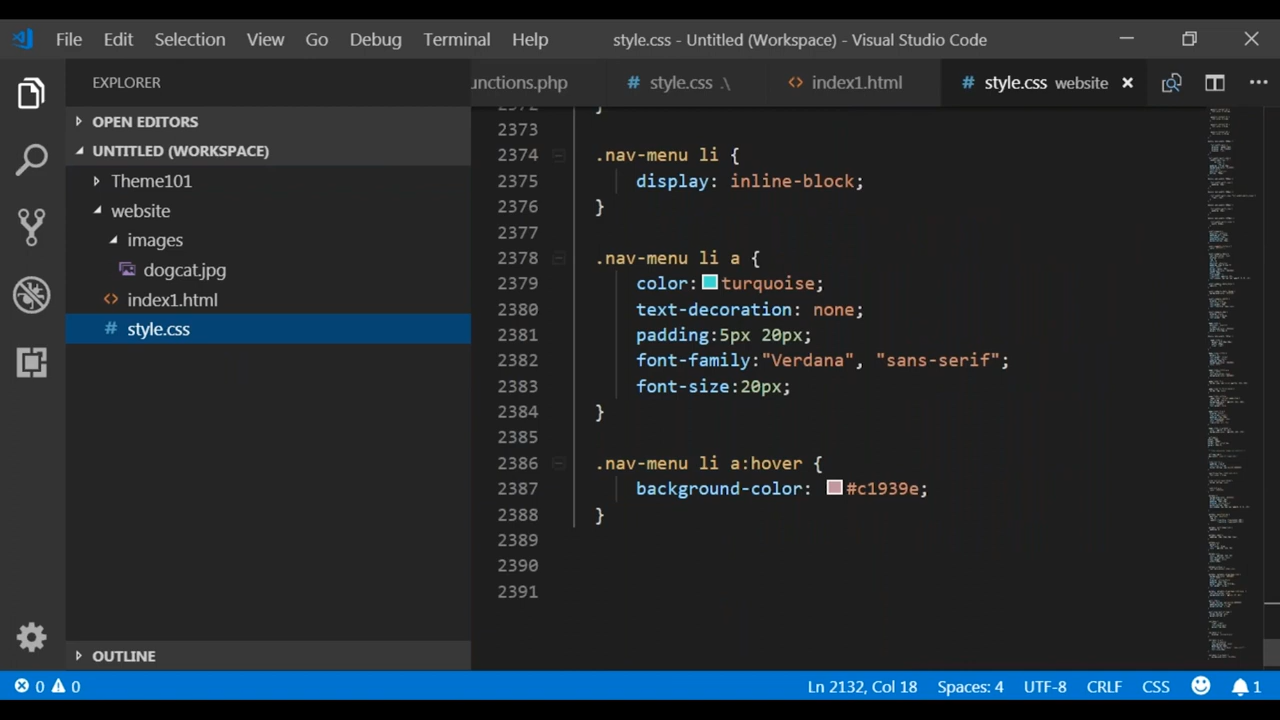 File Edit Selection View Go Debug Terminal Help style.css - Untitled (Workspace) - Visual Studio Code
EXPLORER
OPEN EDITORS
UNTITLED (WORKSPACE)
Theme101
website
images
dogcat.jpg
index1.html
style.css
OUTLINE
unctions.php # style.css .\ <> index1.html # style.css website
2372 }
2373
2374 .nav-menu li {
2375 display: inline-block;
2376 }
2377
2378 .nav-menu li a {
2379 color: turquoise;
2380 text-decoration: none;
2381 padding:5px 20px;
2382 font-family:"Verdana", "sans-serif";
2383 font-size:20px;
2384 }
2385
2386 .nav-menu li a:hover {
2387 background-color: #c1939e;
2388 }
2389
2390
2391
0 0 Ln 2132, Col 18 Spaces: 4 UTF-8 CRLF CSS 1